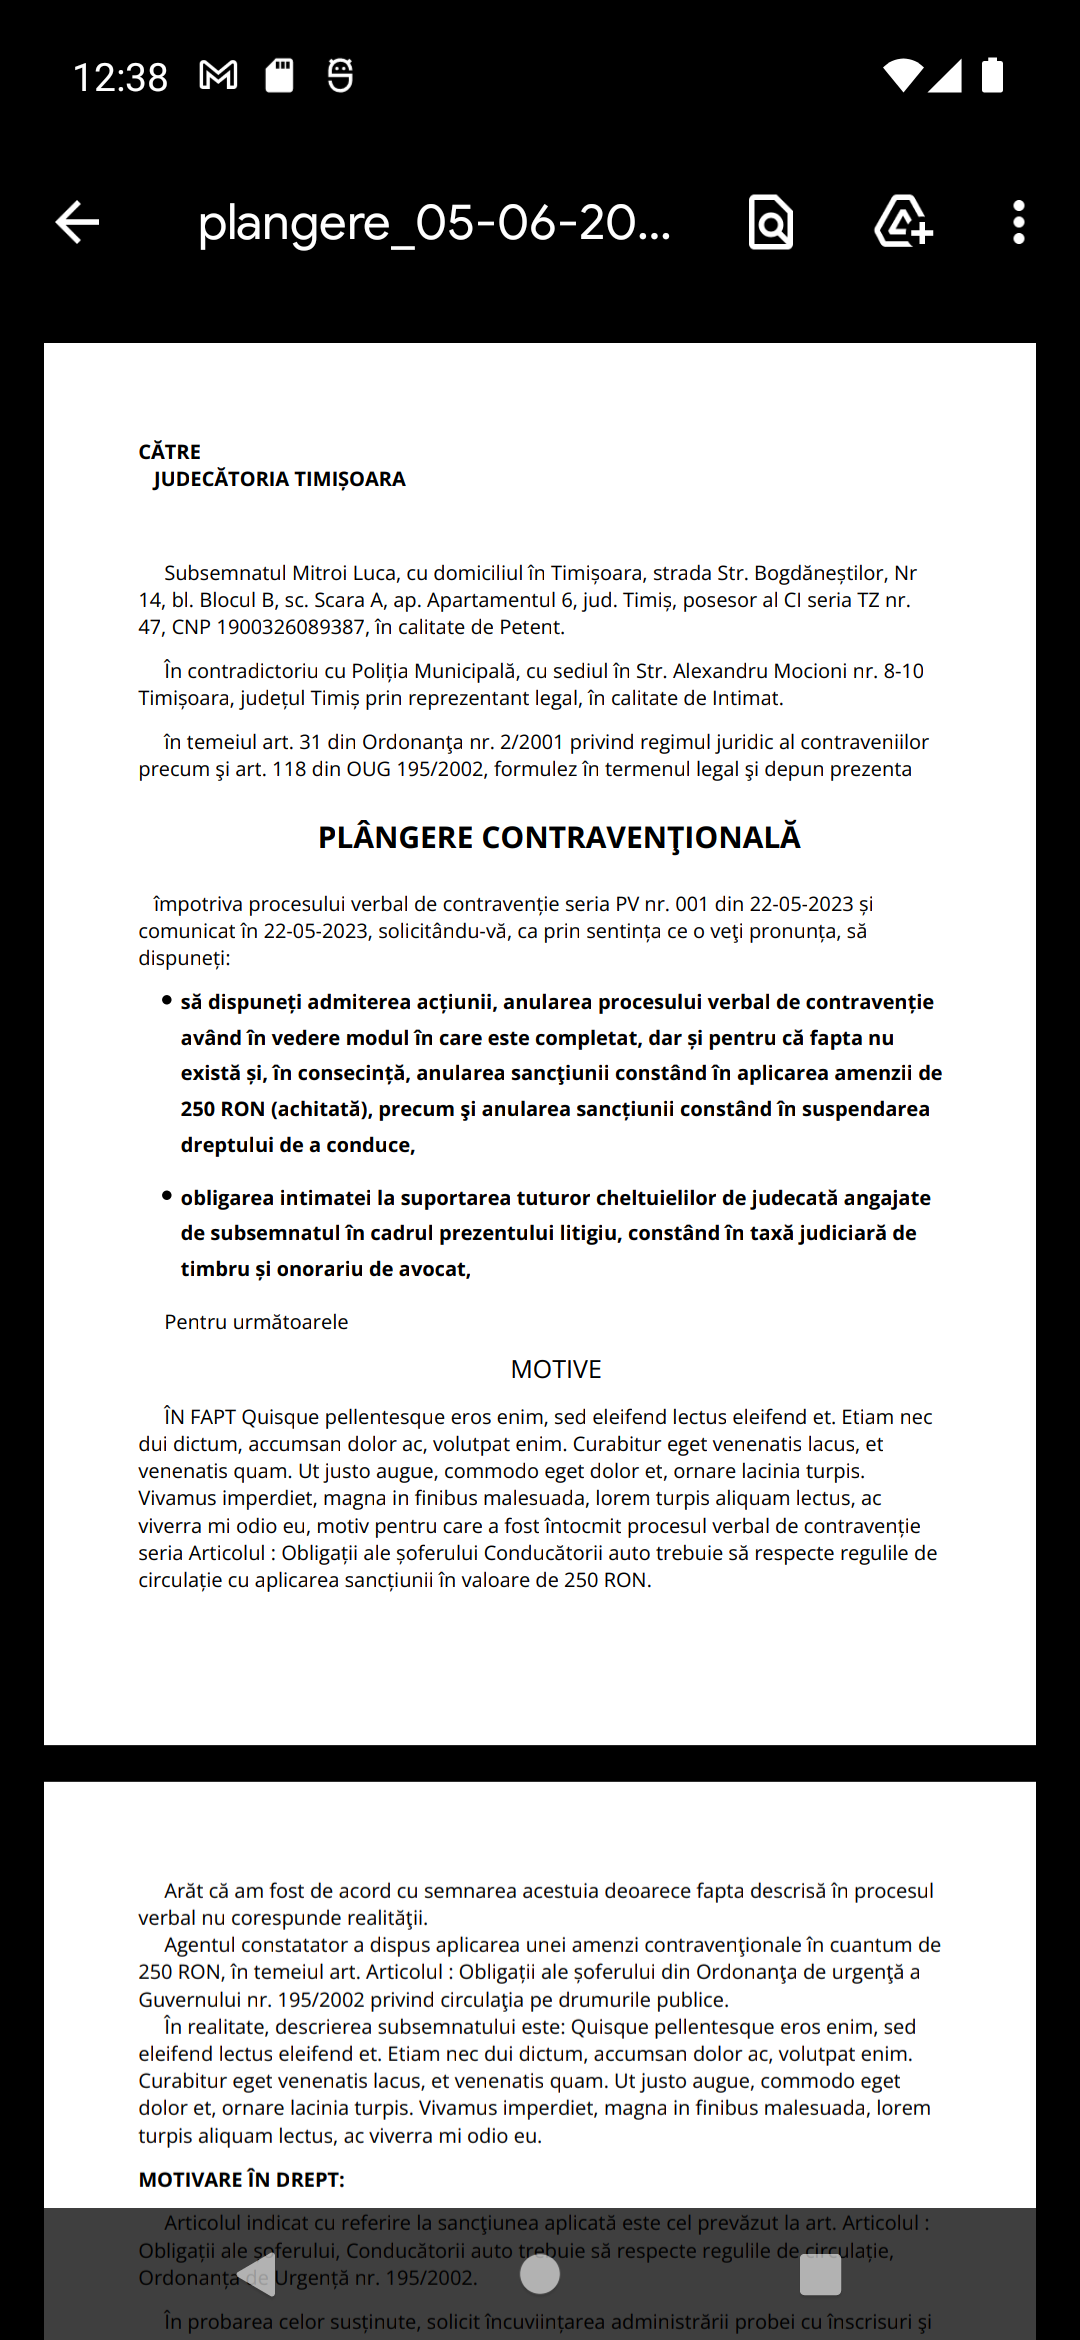 12:38
plangere_05-06-20...
CĂTRE
JUDECĂTORIA TIMIȘOARA
Subsemnatul Mitroi Luca, cu domiciliul în Timișoara, strada Str. Bogdăneștilor, Nr
14, bl. Blocul B, sc. Scara A, ap. Apartamentul 6, jud. Timiș, posesor al CI seria TZ nr.
47, CNP 1900326089387, în calitate de Petent.
În contradictoriu cu Poliția Municipală, cu sediul în Str. Alexandru Mocioni nr. 8-10
Timișoara, județul Timiș prin reprezentant legal, în calitate de Intimat.
în temeiul art. 31 din Ordonanţa nr. 2/2001 privind regimul juridic al contraveniilor
precum şi art. 118 din OUG 195/2002, formulez în termenul legal şi depun prezenta
PLÂNGERE CONTRAVENŢIONALĂ
împotriva procesului verbal de contravenție seria PV nr. 001 din 22-05-2023 și
comunicat în 22-05-2023, solicitându-vă, ca prin sentința ce o veţi pronunța, să
dispuneți:
• să dispuneți admiterea acțiunii, anularea procesului verbal de contravenție
având în vedere modul în care este completat, dar și pentru că fapta nu
există și, în consecință, anularea sancţiunii constând în aplicarea amenzii de
250 RON (achitată), precum şi anularea sancțiunii constând în suspendarea
dreptului de a conduce,
• obligarea intimatei la suportarea tuturor cheltuielilor de judecată angajate
de subsemnatul în cadrul prezentului litigiu, constând în taxă judiciară de
timbru și onorariu de avocat,
Pentru următoarele
MOTIVE
ÎN FAPT Quisque pellentesque eros enim, sed eleifend lectus eleifend et. Etiam nec
dui dictum, accumsan dolor ac, volutpat enim. Curabitur eget venenatis lacus, et
venenatis quam. Ut justo augue, commodo eget dolor et, ornare lacinia turpis.
Vivamus imperdiet, magna in finibus malesuada, lorem turpis aliquam lectus, ac
viverra mi odio eu, motiv pentru care a fost întocmit procesul verbal de contravenție
seria Articolul : Obligații ale șoferului Conducătorii auto trebuie să respecte regulile de
circulație cu aplicarea sancțiunii în valoare de 250 RON.
Arăt că am fost de acord cu semnarea acestuia deoarece fapta descrisă în procesul
verbal nu corespunde realităţii.
Agentul constatator a dispus aplicarea unei amenzi contravenţionale în cuantum de
250 RON, în temeiul art. Articolul : Obligații ale șoferului din Ordonanţa de urgenţă a
Guvernului nr. 195/2002 privind circulaţia pe drumurile publice.
În realitate, descrierea subsemnatului este: Quisque pellentesque eros enim, sed
eleifend lectus eleifend et. Etiam nec dui dictum, accumsan dolor ac, volutpat enim.
Curabitur eget venenatis lacus, et venenatis quam. Ut justo augue, commodo eget
dolor et, ornare lacinia turpis. Vivamus imperdiet, magna in finibus malesuada, lorem
turpis aliquam lectus, ac viverra mi odio eu.
MOTIVARE ÎN DREPT:
Articolul indicat cu referire la sancţiunea aplicată este cel prevăzut la art. Articolul :
Obligații ale șoferului, Conducătorii auto trebuie să respecte regulile de circulație,
Ordonanța de Urgență nr. 195/2002.
În probarea celor susținute, solicit încuviințarea administrării probei cu înscrisuri și